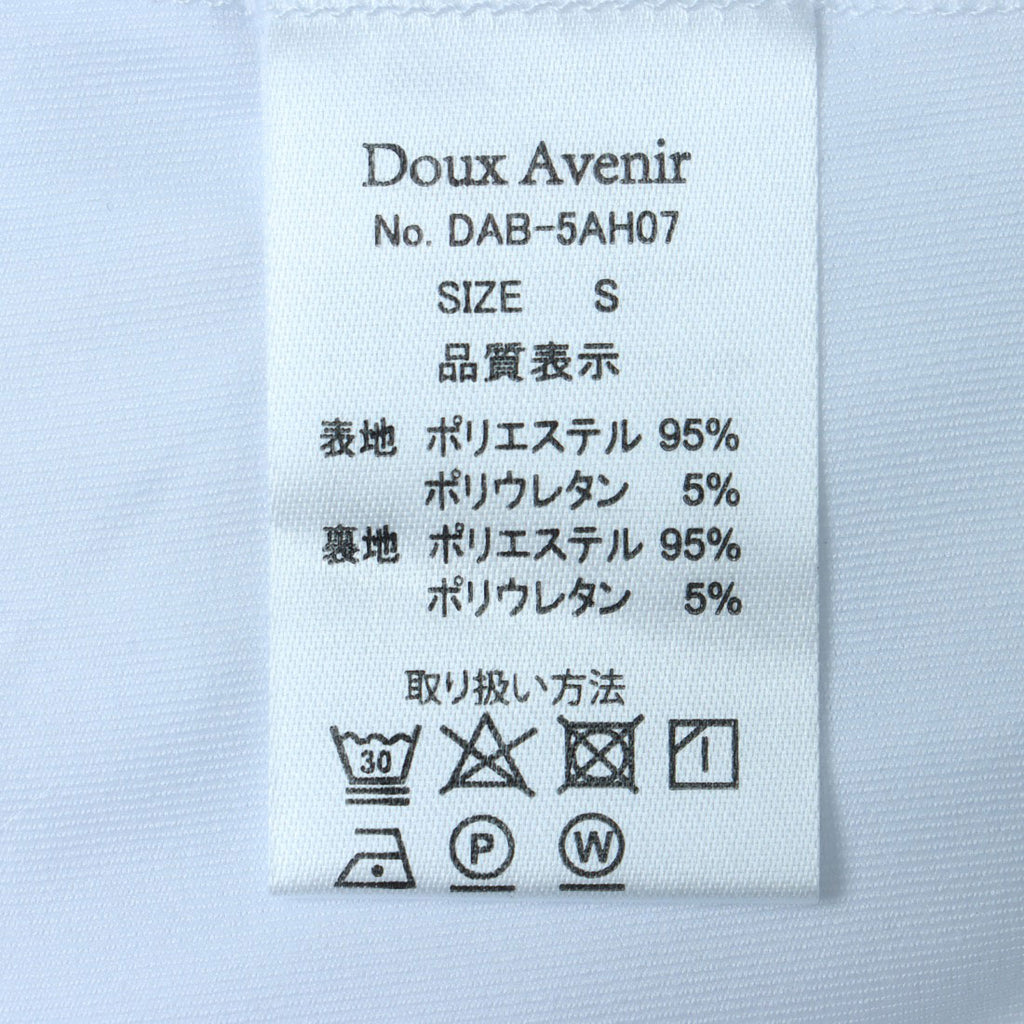 Doux Avenir
No. DAB-5AH07
SIZE S
品質表示
表地 ポリエステル 95%
ポリウレタン 5%
裏地 ポリエステル 95%
ポリウレタン 5%
取り扱い方法
30
P W